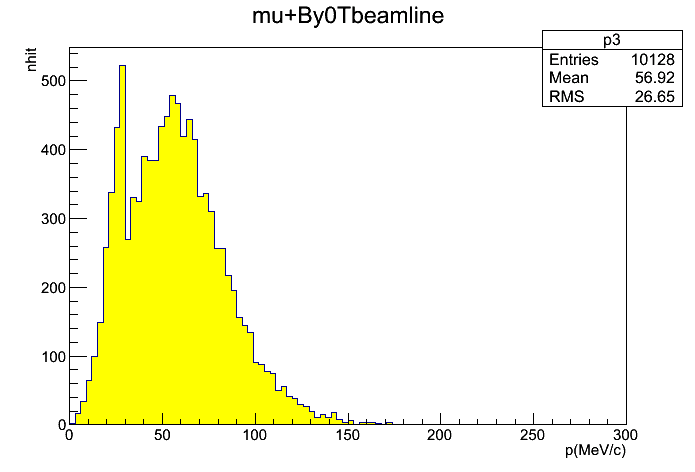 mu+By0Tbeamline
p3
Entries 10128
Mean 56.92
RMS 26.65
nhit
500
400
300
200
100
0
0 50 100 150 200 250 300
p(MeV/c)